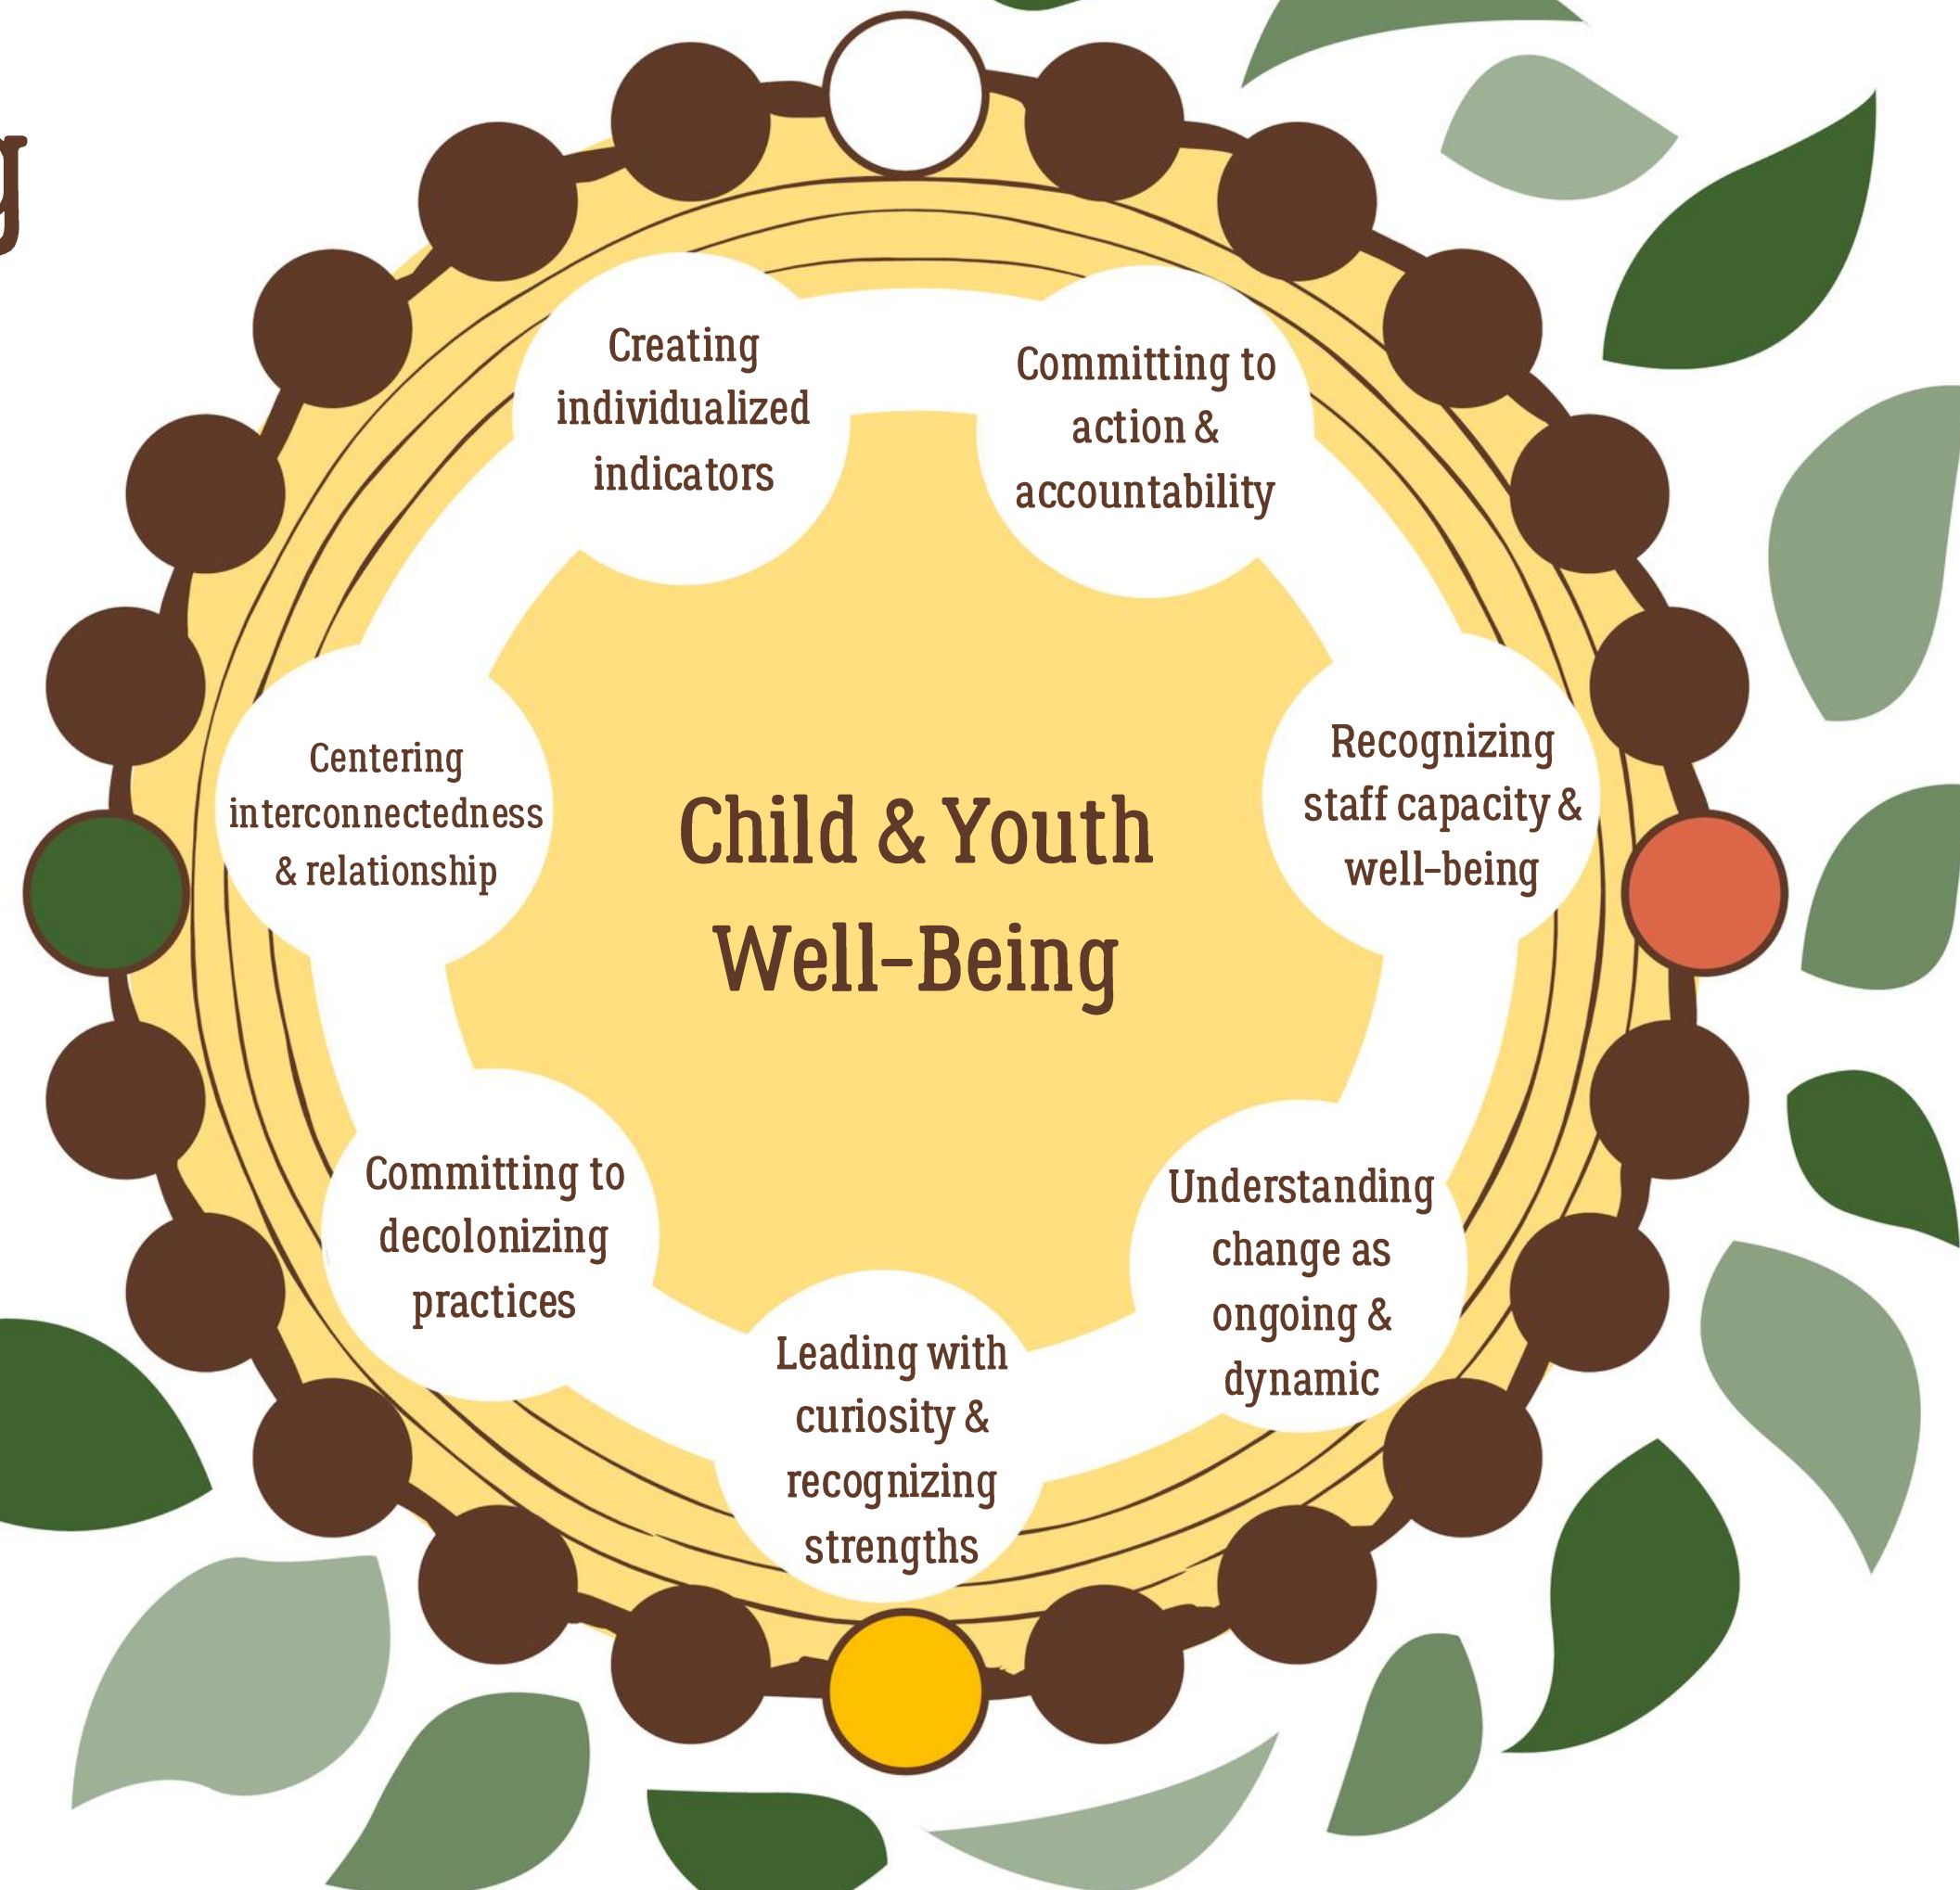 g
Creating
individualized
indicators
Committing to
action &
accountability
Centering
interconnectedness
& relationship
Child & Youth
Well-Being
Recognizing
staff capacity &
well-being
Committing to
decolonizing
practices
Leading with
curiosity &
recognizing
strengths
Understanding
change as
ongoing &
dynamic